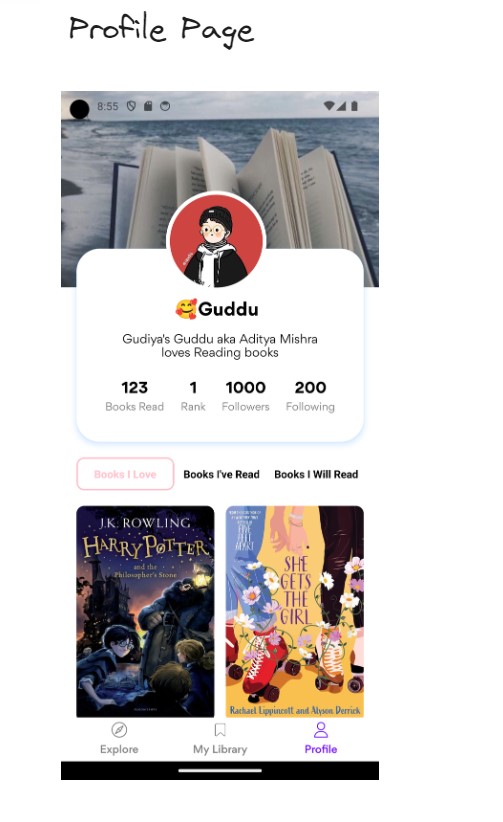 Profile Page
8:55
🥰Guddu
Gudiya's Guddu aka Aditya Mishra
loves Reading books
123 1 1000 200
Books Read Rank Followers Following
Books I Love Books I've Read Books I Will Read
J.K. ROWLING
HARRY POTTER
and the
Philosopher's Stone
SHE
GETS
THE
GIRL
Rachael Lippincott and Alyson Derrick
Explore My Library Profile